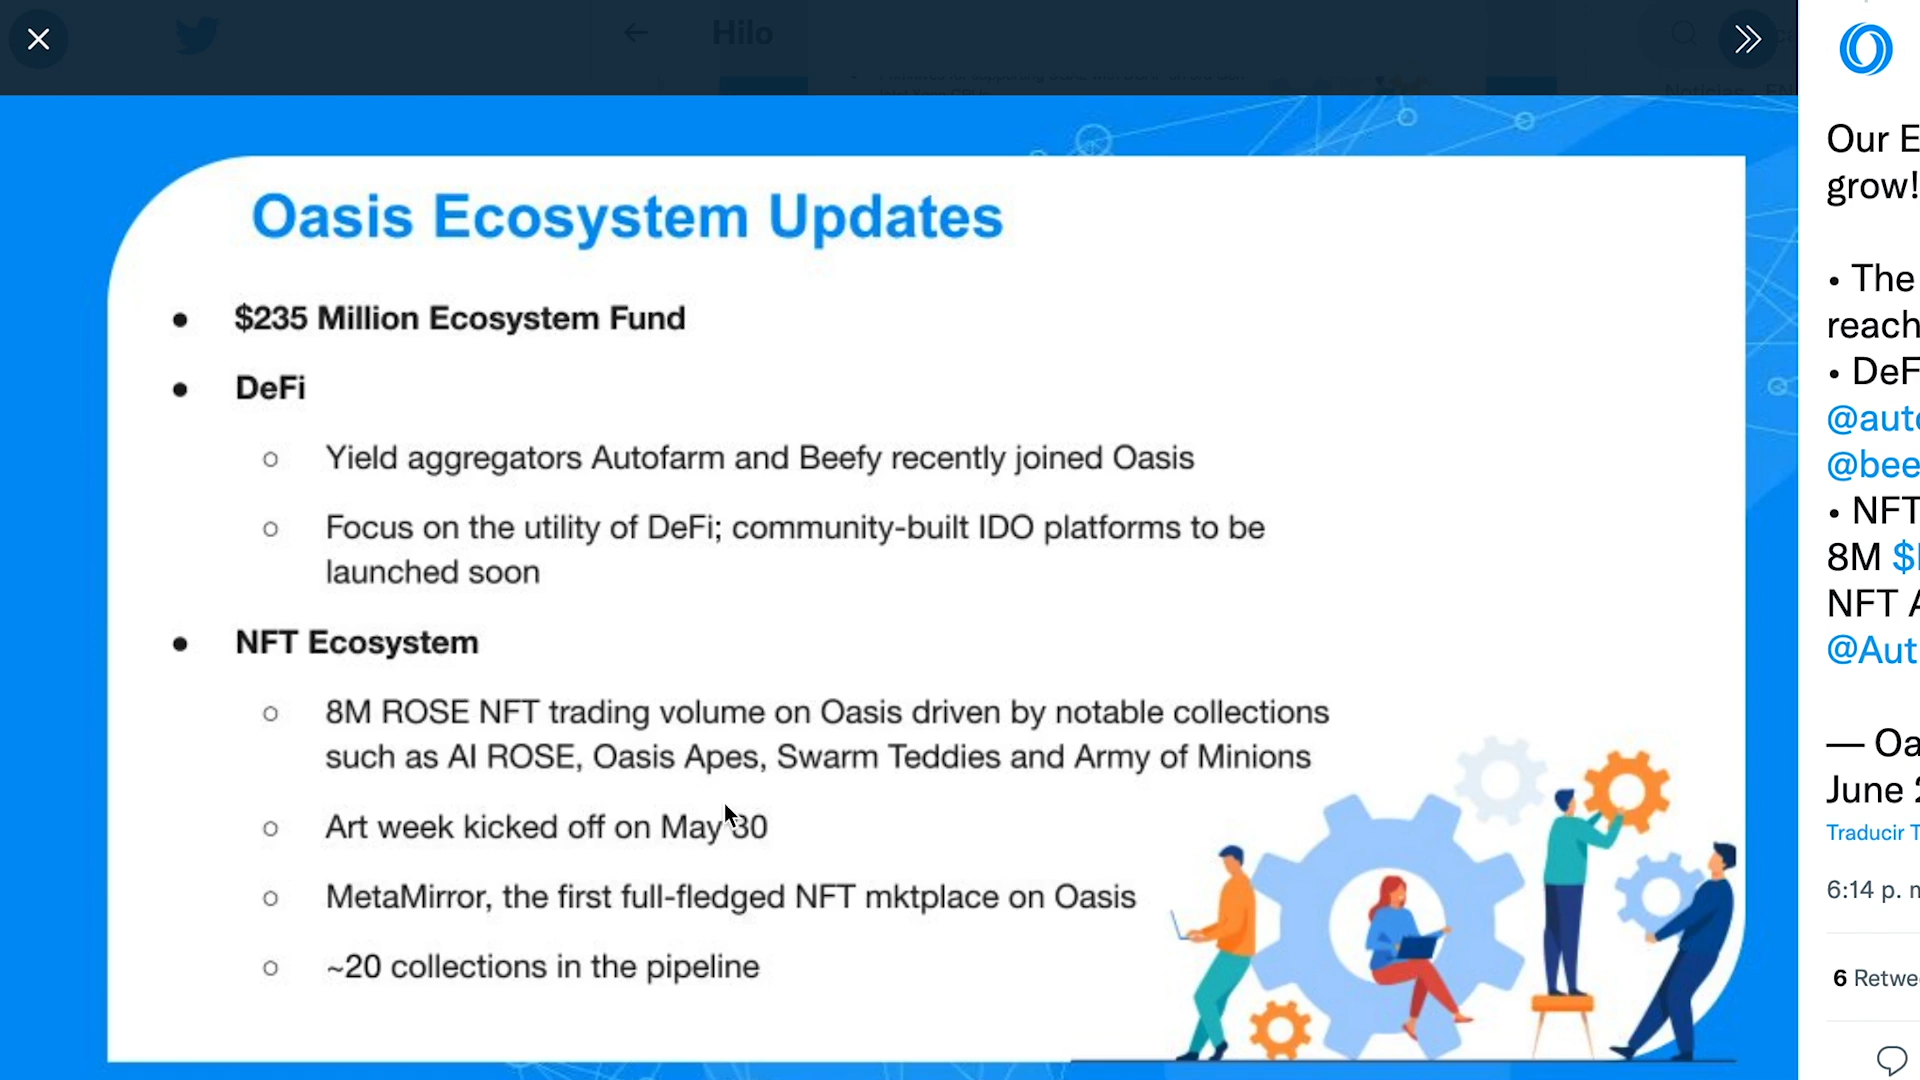 Hilo
Oasis Ecosystem Updates
● $235 Million Ecosystem Fund
● DeFi
○ Yield aggregators Autofarm and Beefy recently joined Oasis
○ Focus on the utility of DeFi; community-built IDO platforms to be
launched soon
● NFT Ecosystem
○ 8M ROSE NFT trading volume on Oasis driven by notable collections
such as AI ROSE, Oasis Apes, Swarm Teddies and Army of Minions
○ Art week kicked off on May 30
○ MetaMirror, the first full-fledged NFT mktplace on Oasis
○ ~20 collections in the pipeline
Our E
grow!
• The
reach
• DeF
@auto
@bee
• NFT
8M $
NFT A
@Aut
— Oa
June 2
Traducir T
6:14 p. m
6 Retwe